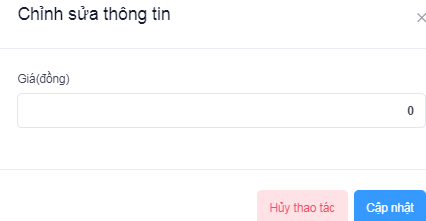 Chỉnh sửa thông tin
Giá(đồng)
0
Hủy thao tác
Cập nhật